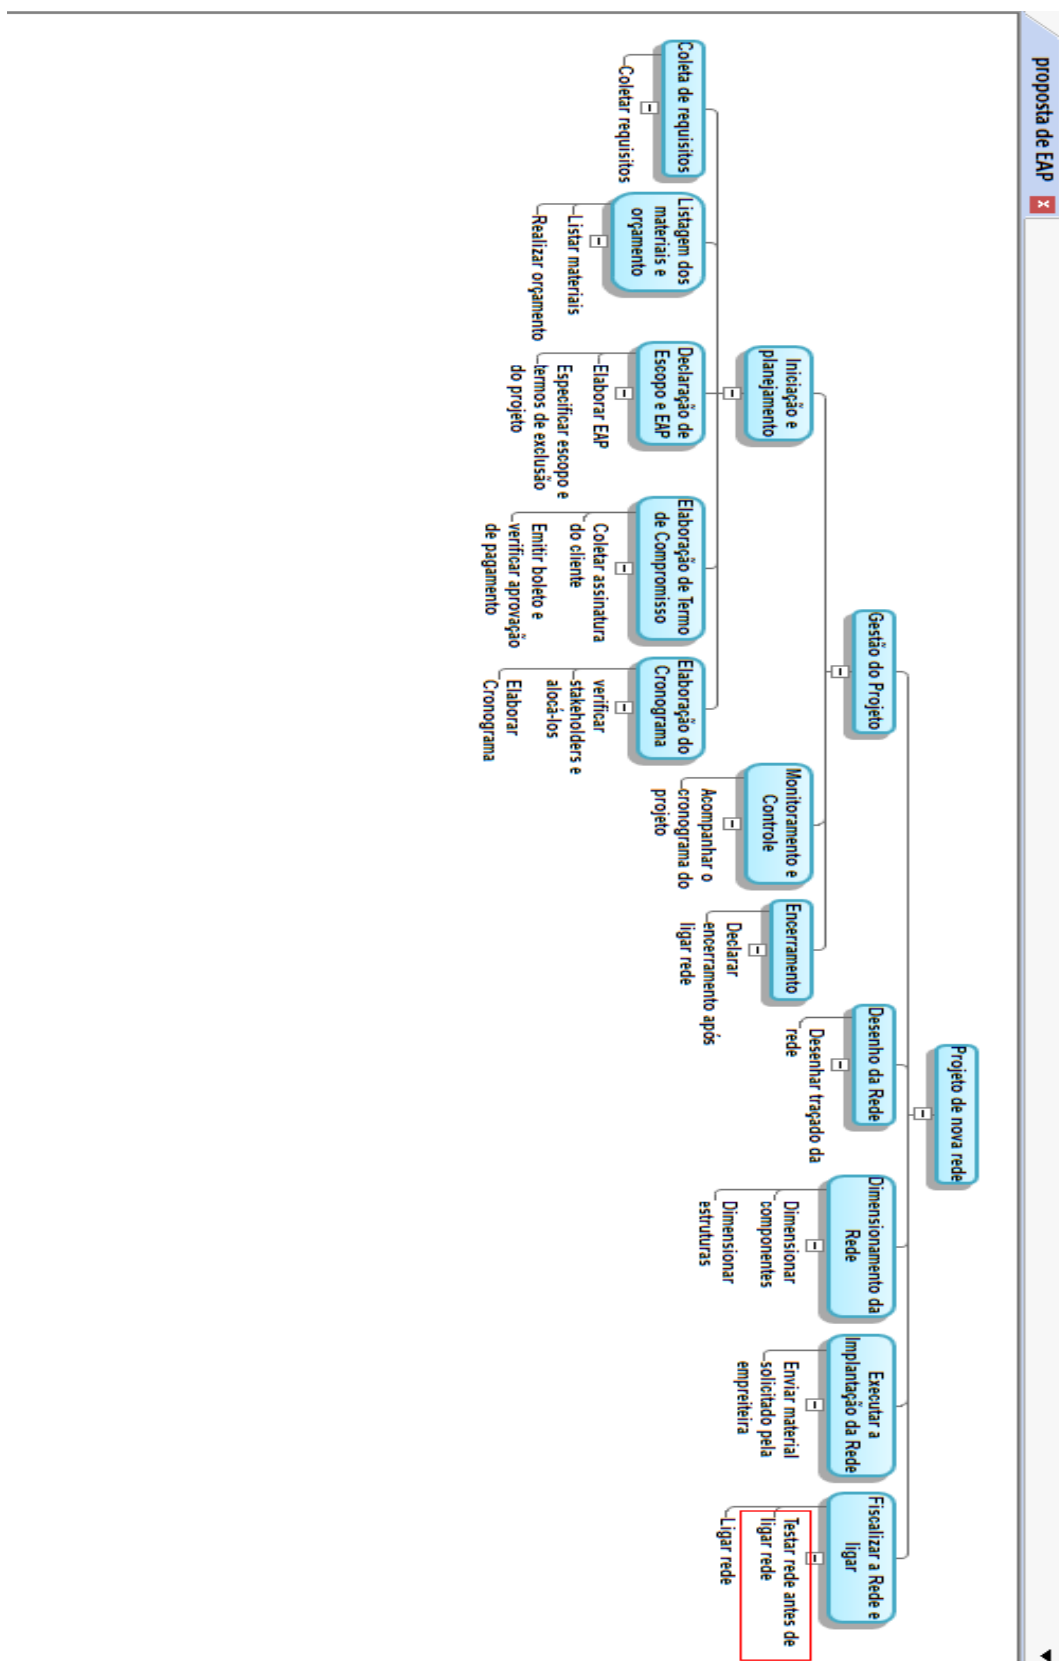 proposta de EAP
x
Projeto de nova rede
Gestão do Projeto
Iniciação e
planejamento
Coleta de requisitos
Coletar requisitos
Listagem dos
materiais e
orçamento
Listar materiais
Realizar orçamento
Declaração de
Escopo e EAP
Elaborar EAP
Especificar escopo e
termos de exclusão
do projeto
Elaboração de Termo
de Compromisso
Coletar assinatura
do cliente
Emitir boleto e
verificar aprovação
de pagamento
Elaboração do
Cronograma
verificar
stakeholders e
alocá-los
Elaborar
Cronograma
Monitoramento e
Controle
Acompanhar o
cronograma do
projeto
Encerramento
Declarar
encerramento após
ligar rede
Desenho da Rede
Desenhar traçado da
rede
Dimensionamento da
Rede
Dimensionar
componentes
Dimensionar
estruturas
Executar a
Implantação da Rede
Enviar material
solicitado pela
empreiteira
Fiscalizar a Rede e
ligar
Testar rede antes de
ligar rede
Ligar rede